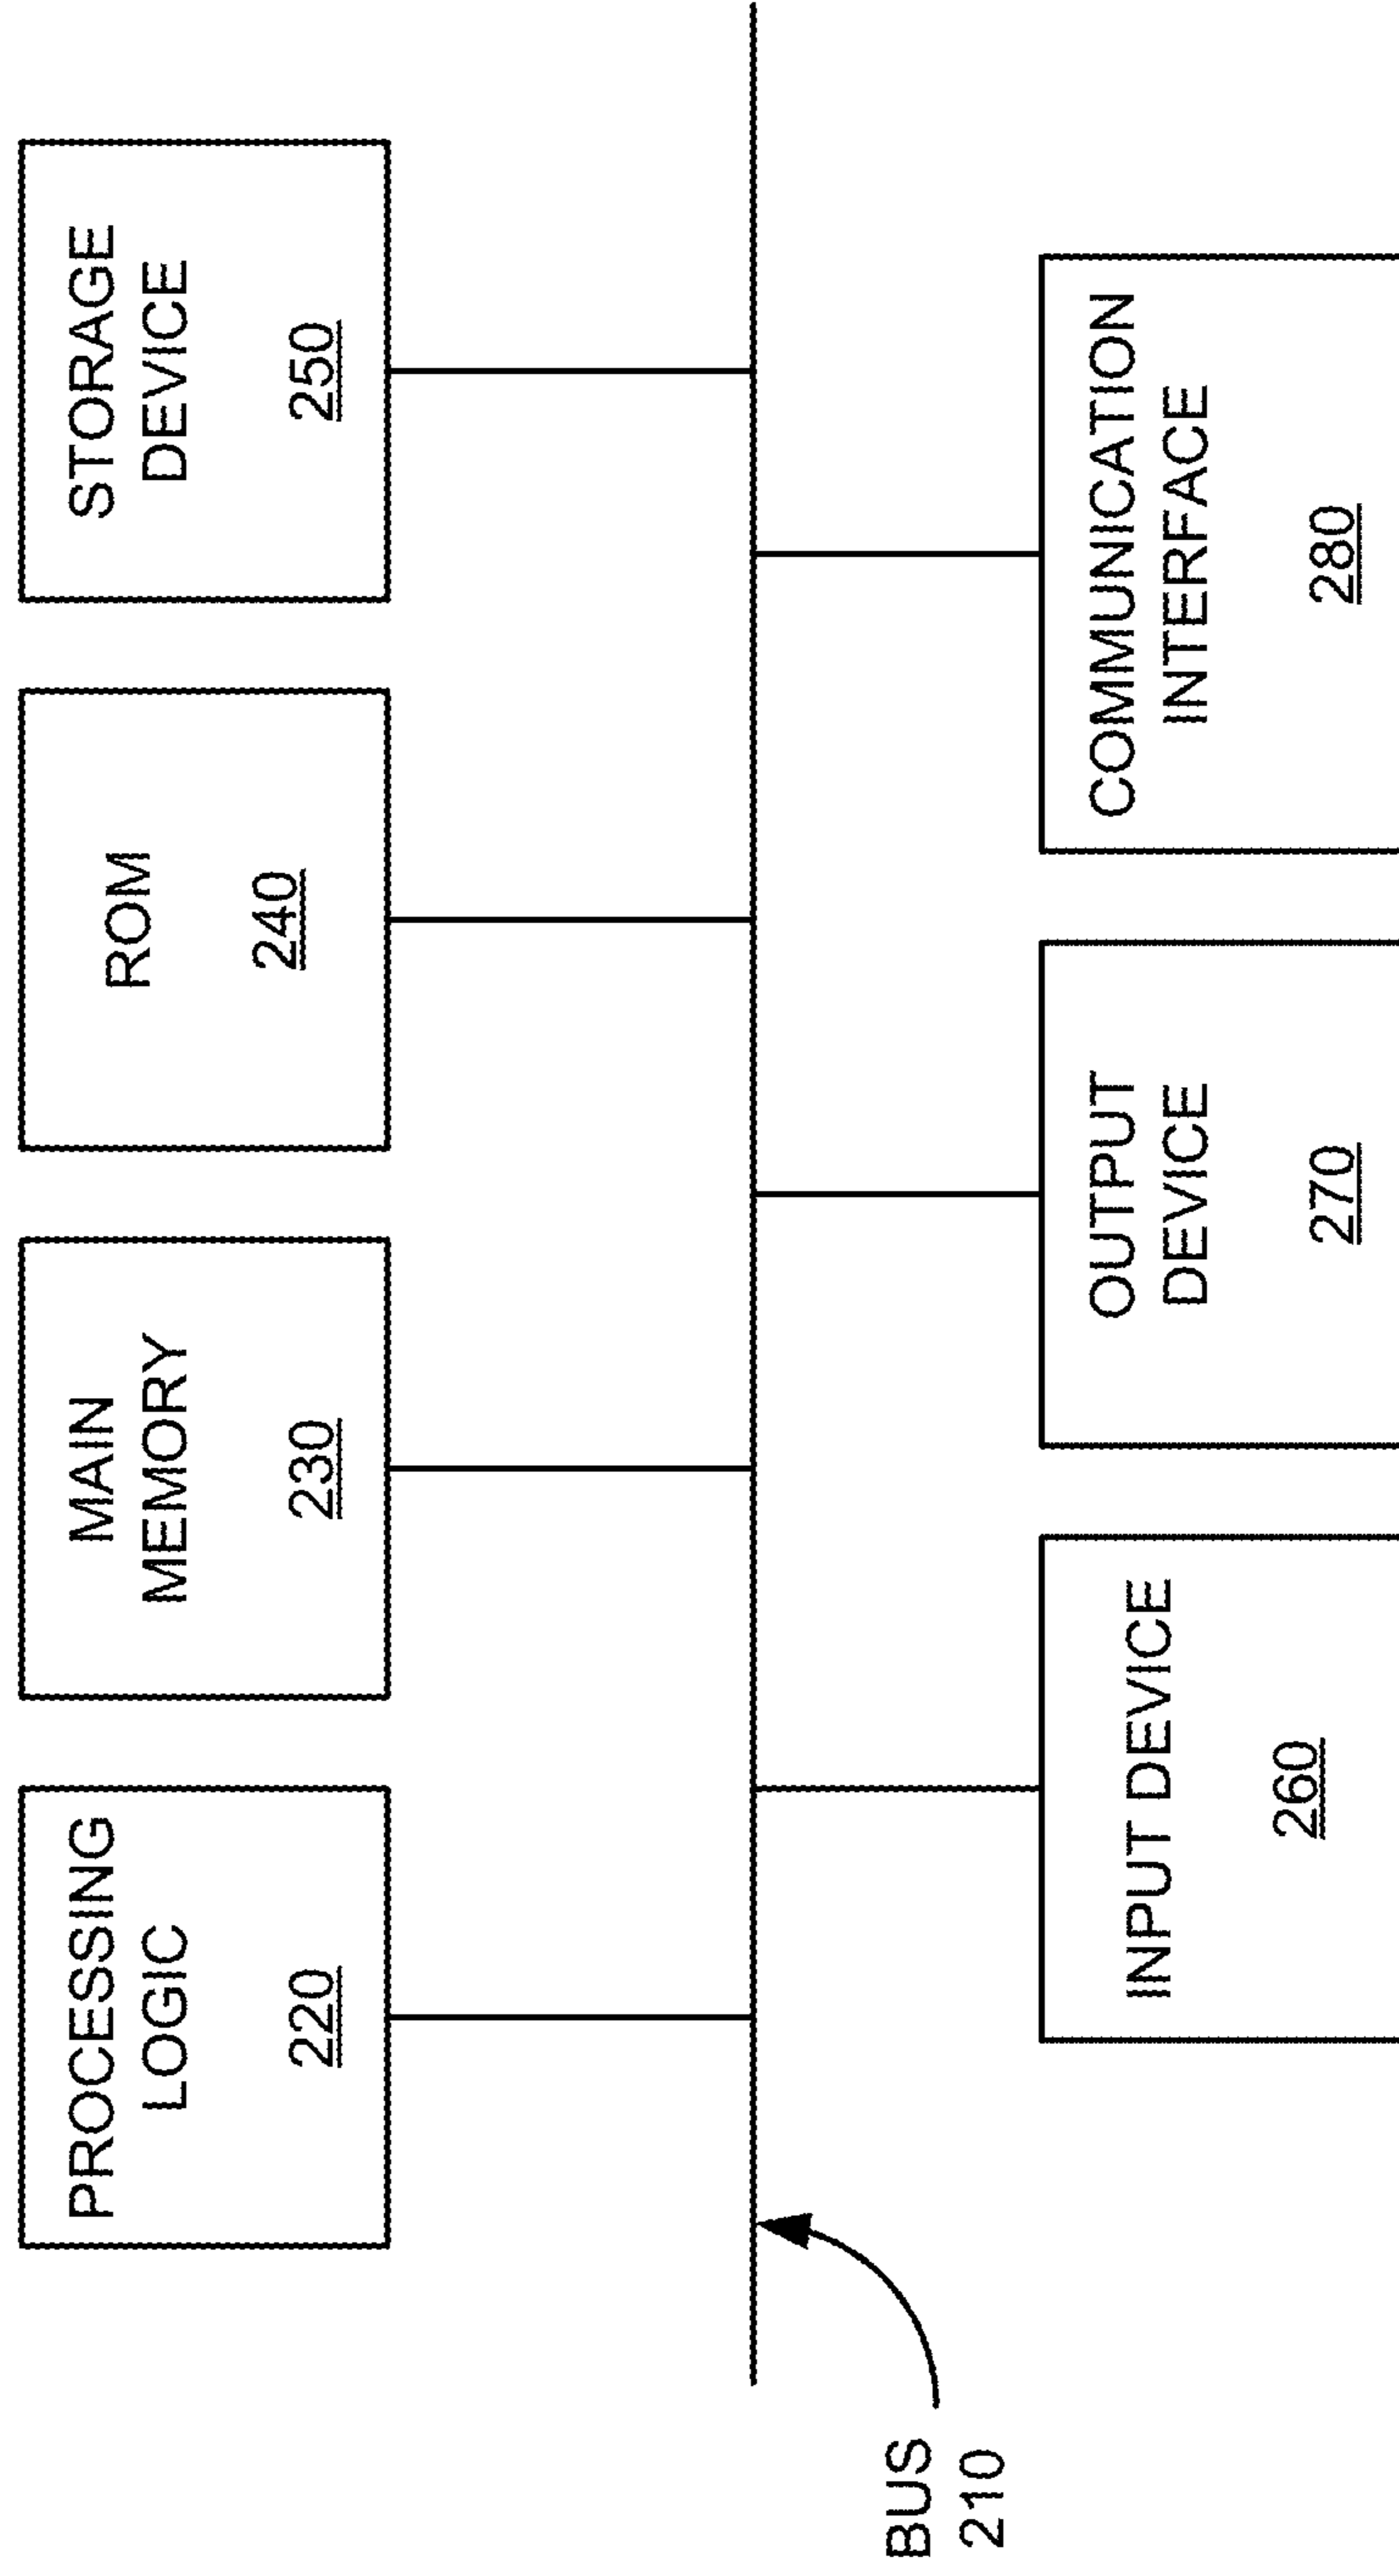 PROCESSING
LOGIC
220
MAIN
MEMORY
230
ROM
240
STORAGE
DEVICE
250
BUS
210
INPUT DEVICE
260
OUTPUT
DEVICE
270
COMMUNICATION
INTERFACE
280